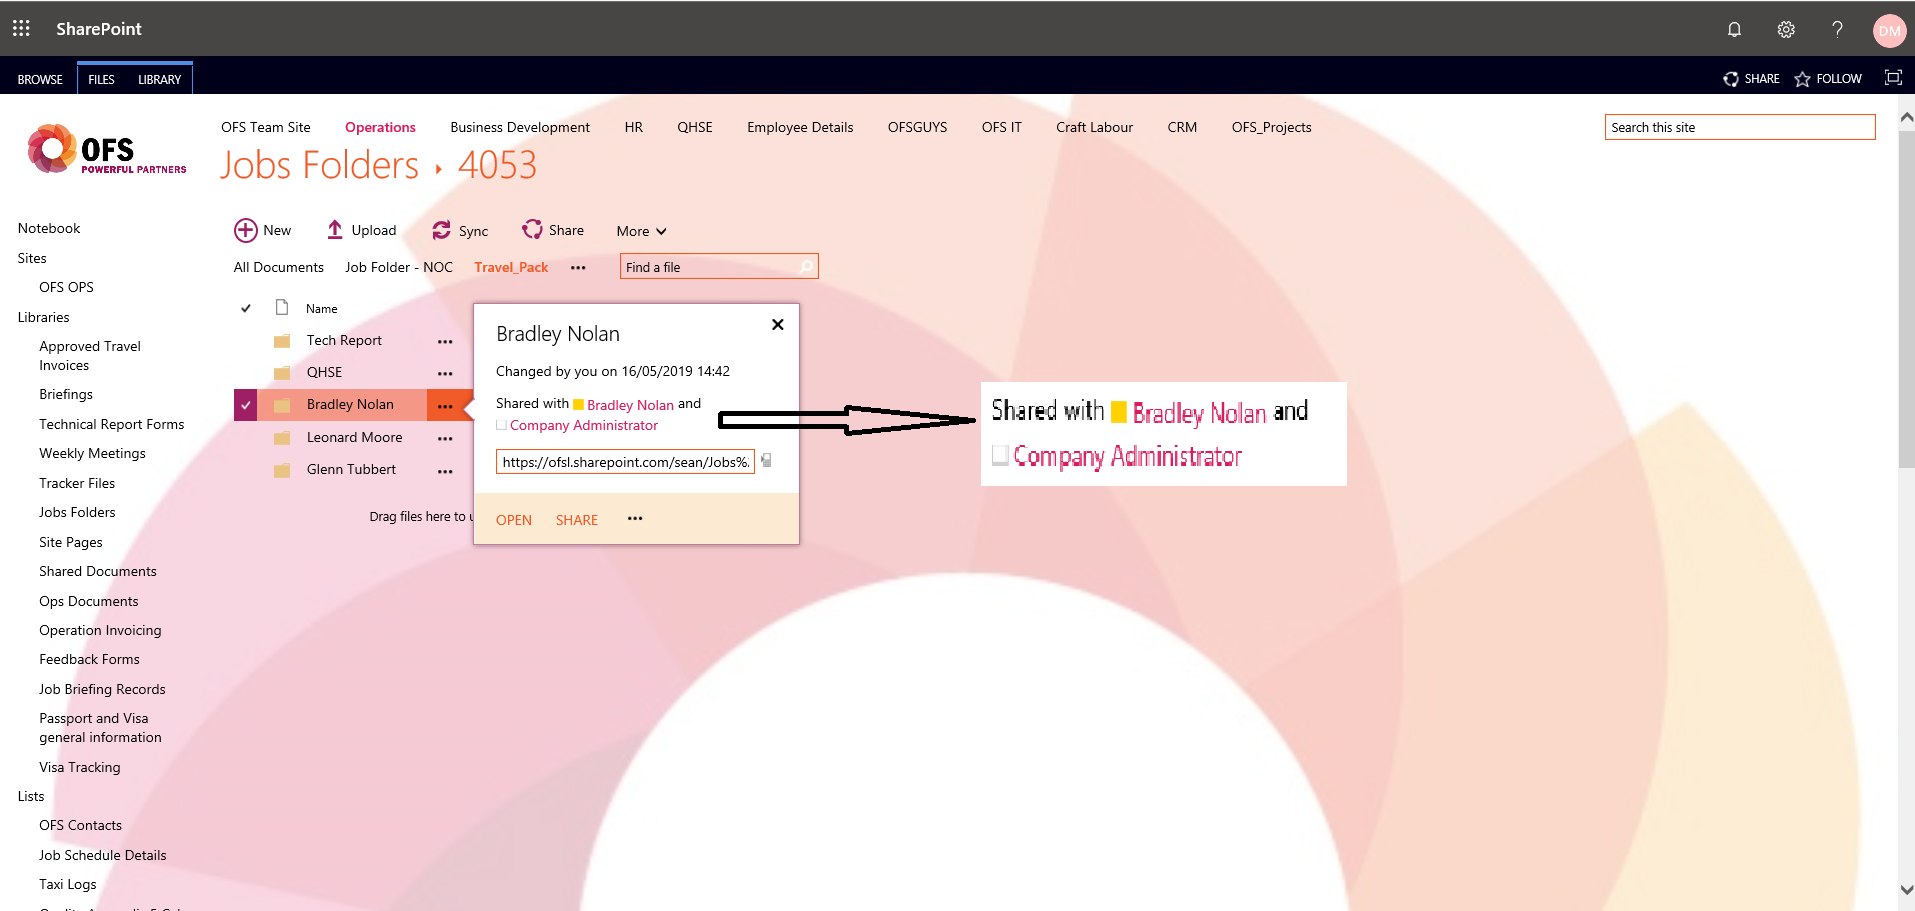 SharePoint
DM
BROWSE FILES LIBRARY
SHARE FOLLOW
OFS
POWERFUL PARTNERS
OFS Team Site Operations Business Development HR QHSE Employee Details OFSGUYS OFS IT Craft Labour CRM OFS_Projects
Search this site
Jobs Folders 4053
New Upload Sync Share More
All Documents Job Folder - NOC Travel_Pack ••• Find a file
Name
Tech Report •••
QHSE •••
Bradley Nolan •••
Leonard Moore •••
Glenn Tubbert •••
Drag files here to u
Bradley Nolan
Changed by you on 16/05/2019 14:42
Shared with Bradley Nolan and
Company Administrator
https://ofsl.sharepoint.com/sean/Jobs%
OPEN SHARE •••
Shared with Bradley Nolan and
Company Administrator
Notebook
Sites
OFS OPS
Libraries
Approved Travel
Invoices
Briefings
Technical Report Forms
Weekly Meetings
Tracker Files
Jobs Folders
Site Pages
Shared Documents
Ops Documents
Operation Invoicing
Feedback Forms
Job Briefing Records
Passport and Visa
general information
Visa Tracking
Lists
OFS Contacts
Job Schedule Details
Taxi Logs